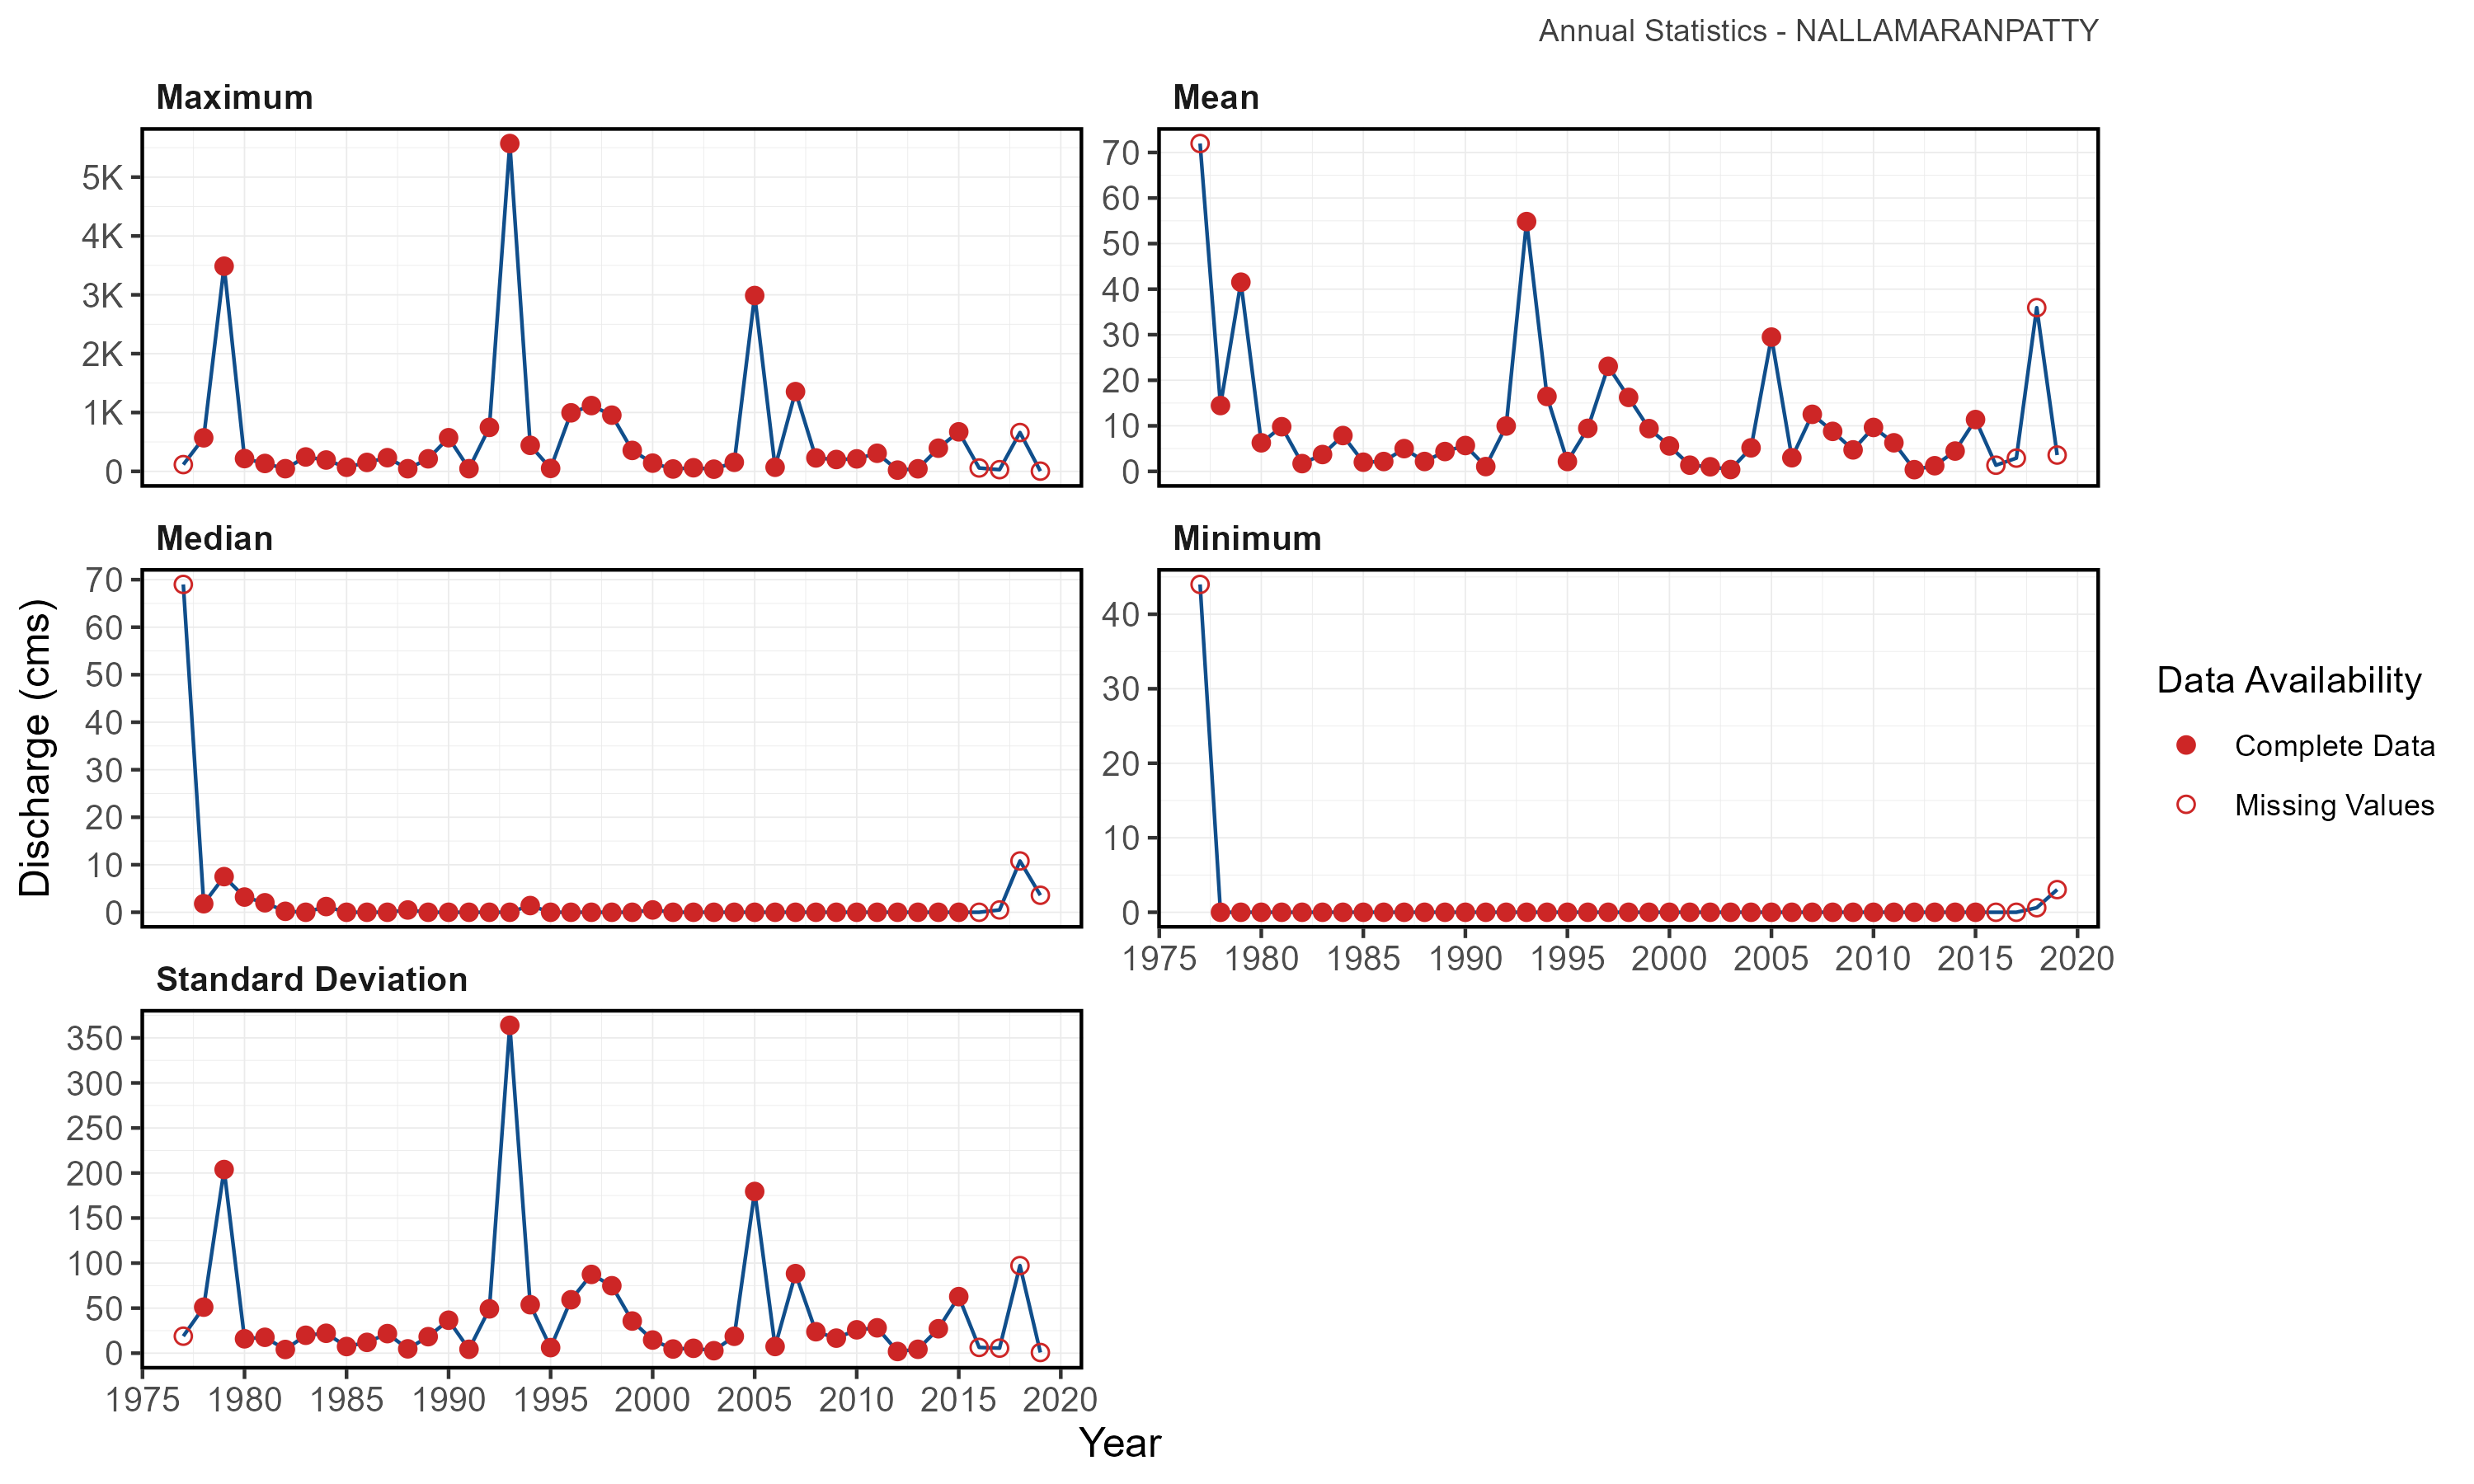 Annual Statistics - NALLAMARANPATTY
Maximum
5K
4K
3K
2K
1K
0
Mean
70
60
50
40
30
20
10
0
Median
70
60
50
40
30
20
10
0
Minimum
40
30
20
10
0
1975 1980 1985 1990 1995 2000 2005 2010 2015 2020
Standard Deviation
350
300
250
200
150
100
50
0
1975 1980 1985 1990 1995 2000 2005 2010 2015 2020
Discharge (cms)
Year
Data Availability
Complete Data
Missing Values